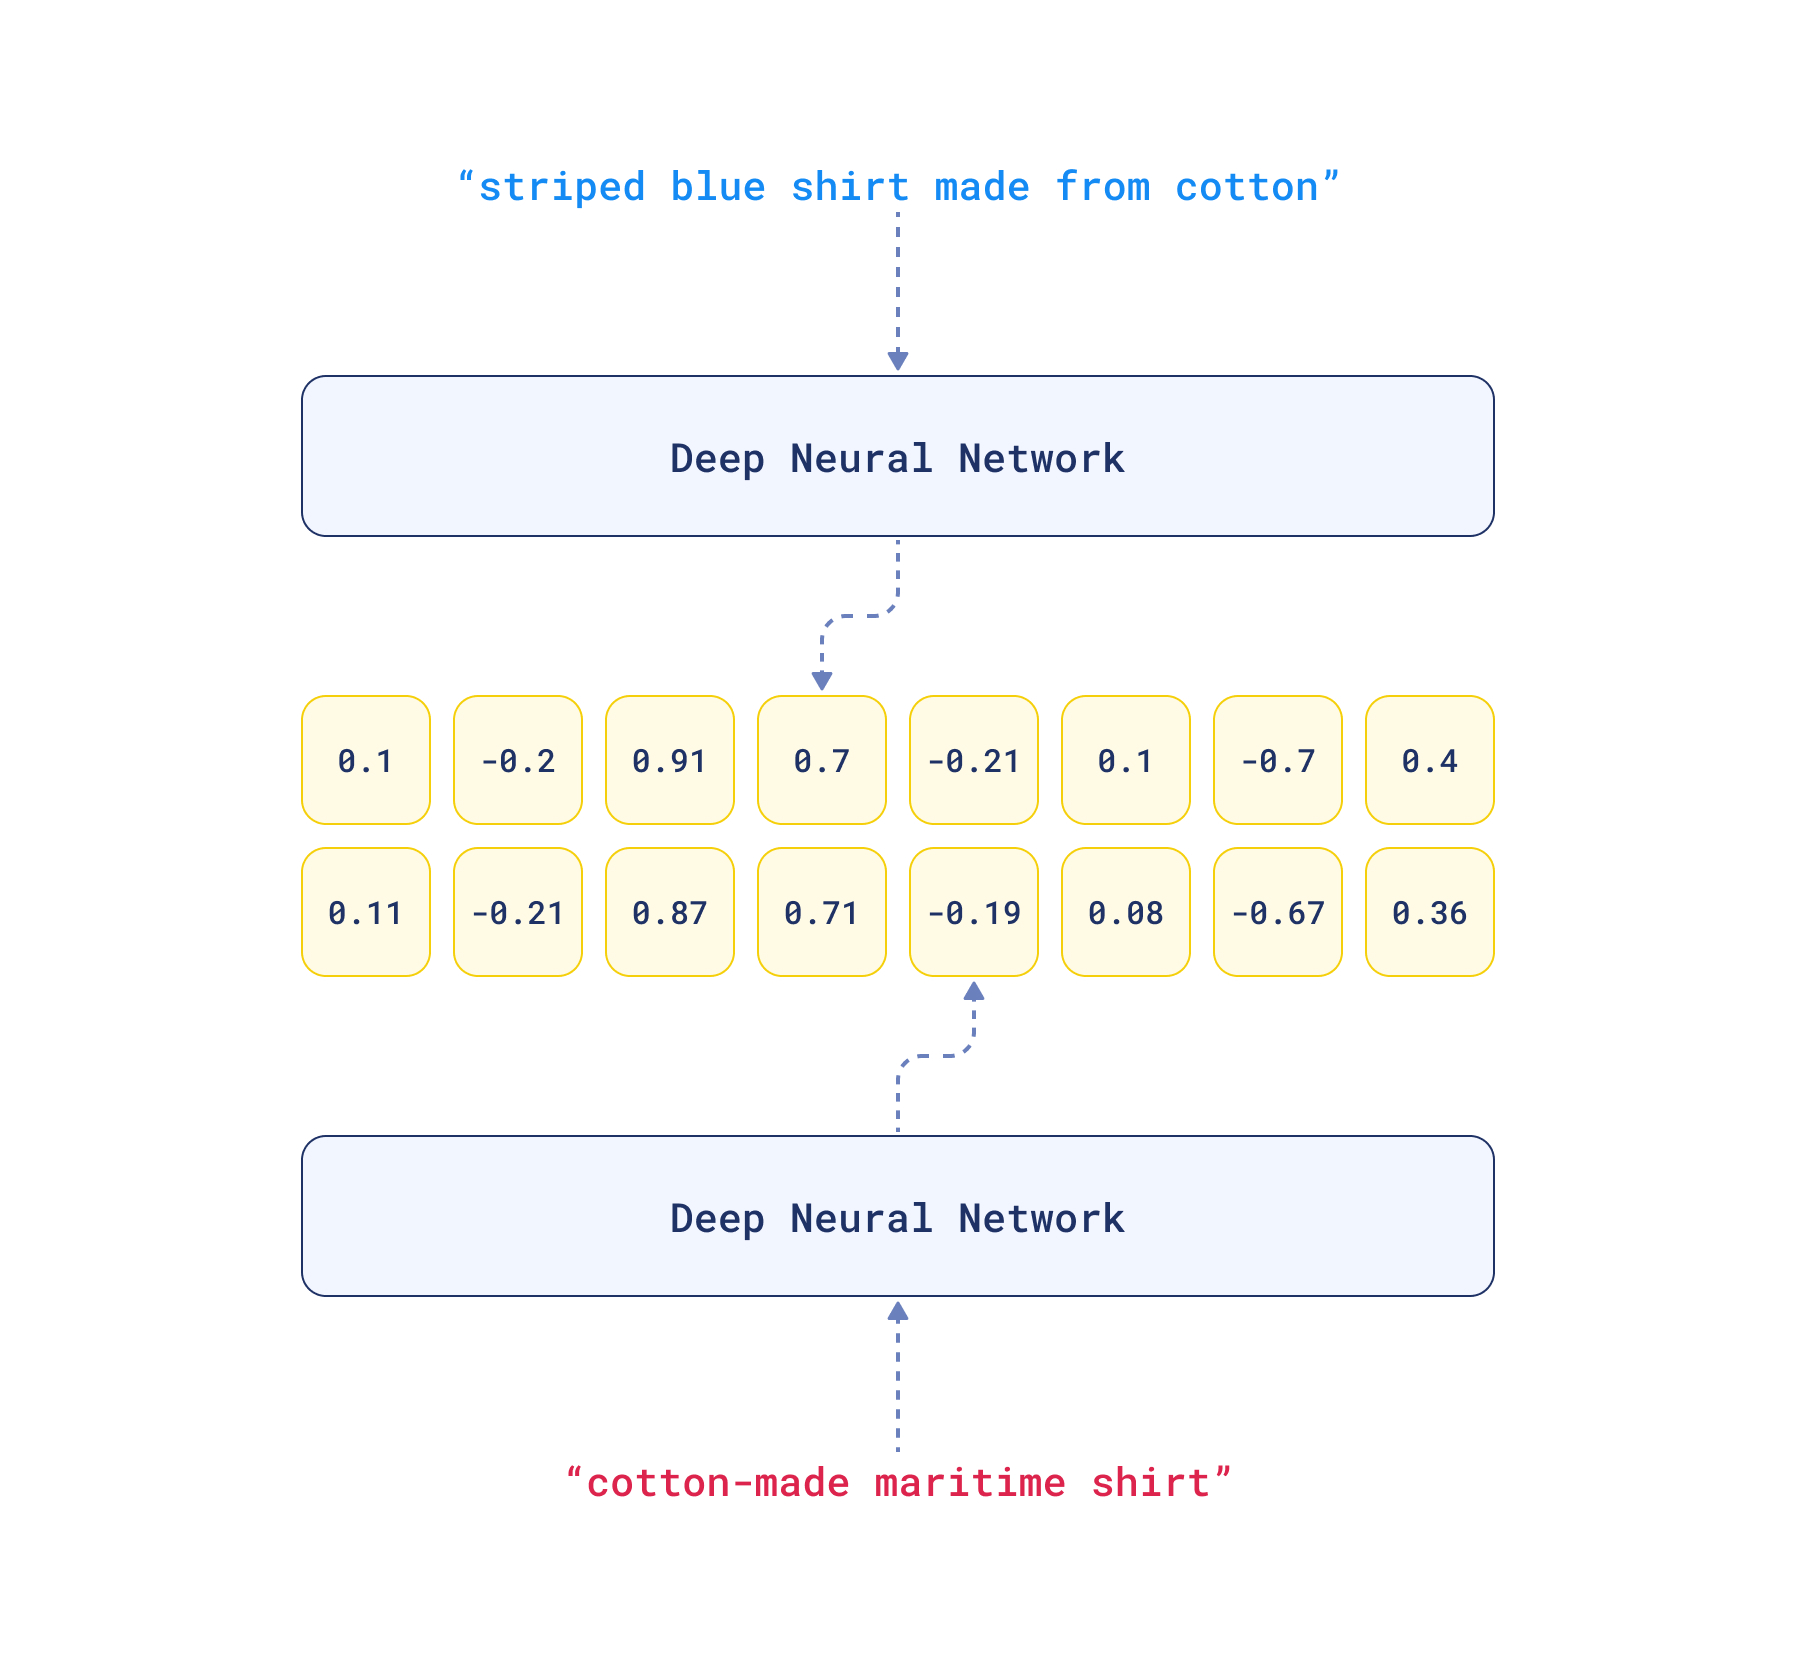 “striped blue shirt made from cotton”
Deep Neural Network
0.1 -0.2 0.91 0.7 -0.21 0.1 -0.7 0.4
0.11 -0.21 0.87 0.71 -0.19 0.08 -0.67 0.36
Deep Neural Network
“cotton-made maritime shirt”